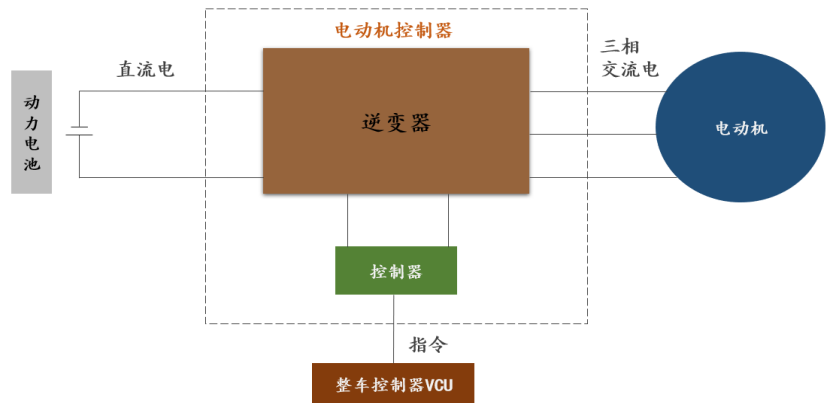 电动机控制器
直流电
三相
交流电
动力电池
逆变器
电动机
控制器
指令
整车控制器VCU